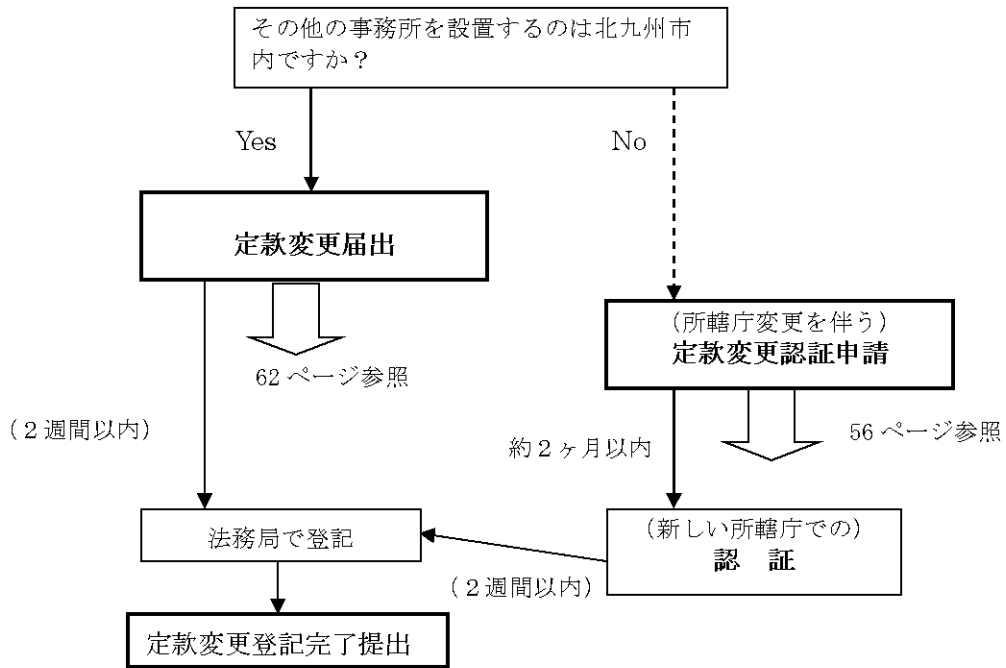 その他の事務所を設置するのは北九州市
内ですか？
Yes
No
定款変更届出
62 ページ参照
(所轄庁変更を伴う)
定款変更認証申請
（２週間以内）
約２ヶ月以内
56 ページ参照
法務局で登記
(新しい所轄庁での)
認　証
（２週間以内）
定款変更登記完了提出